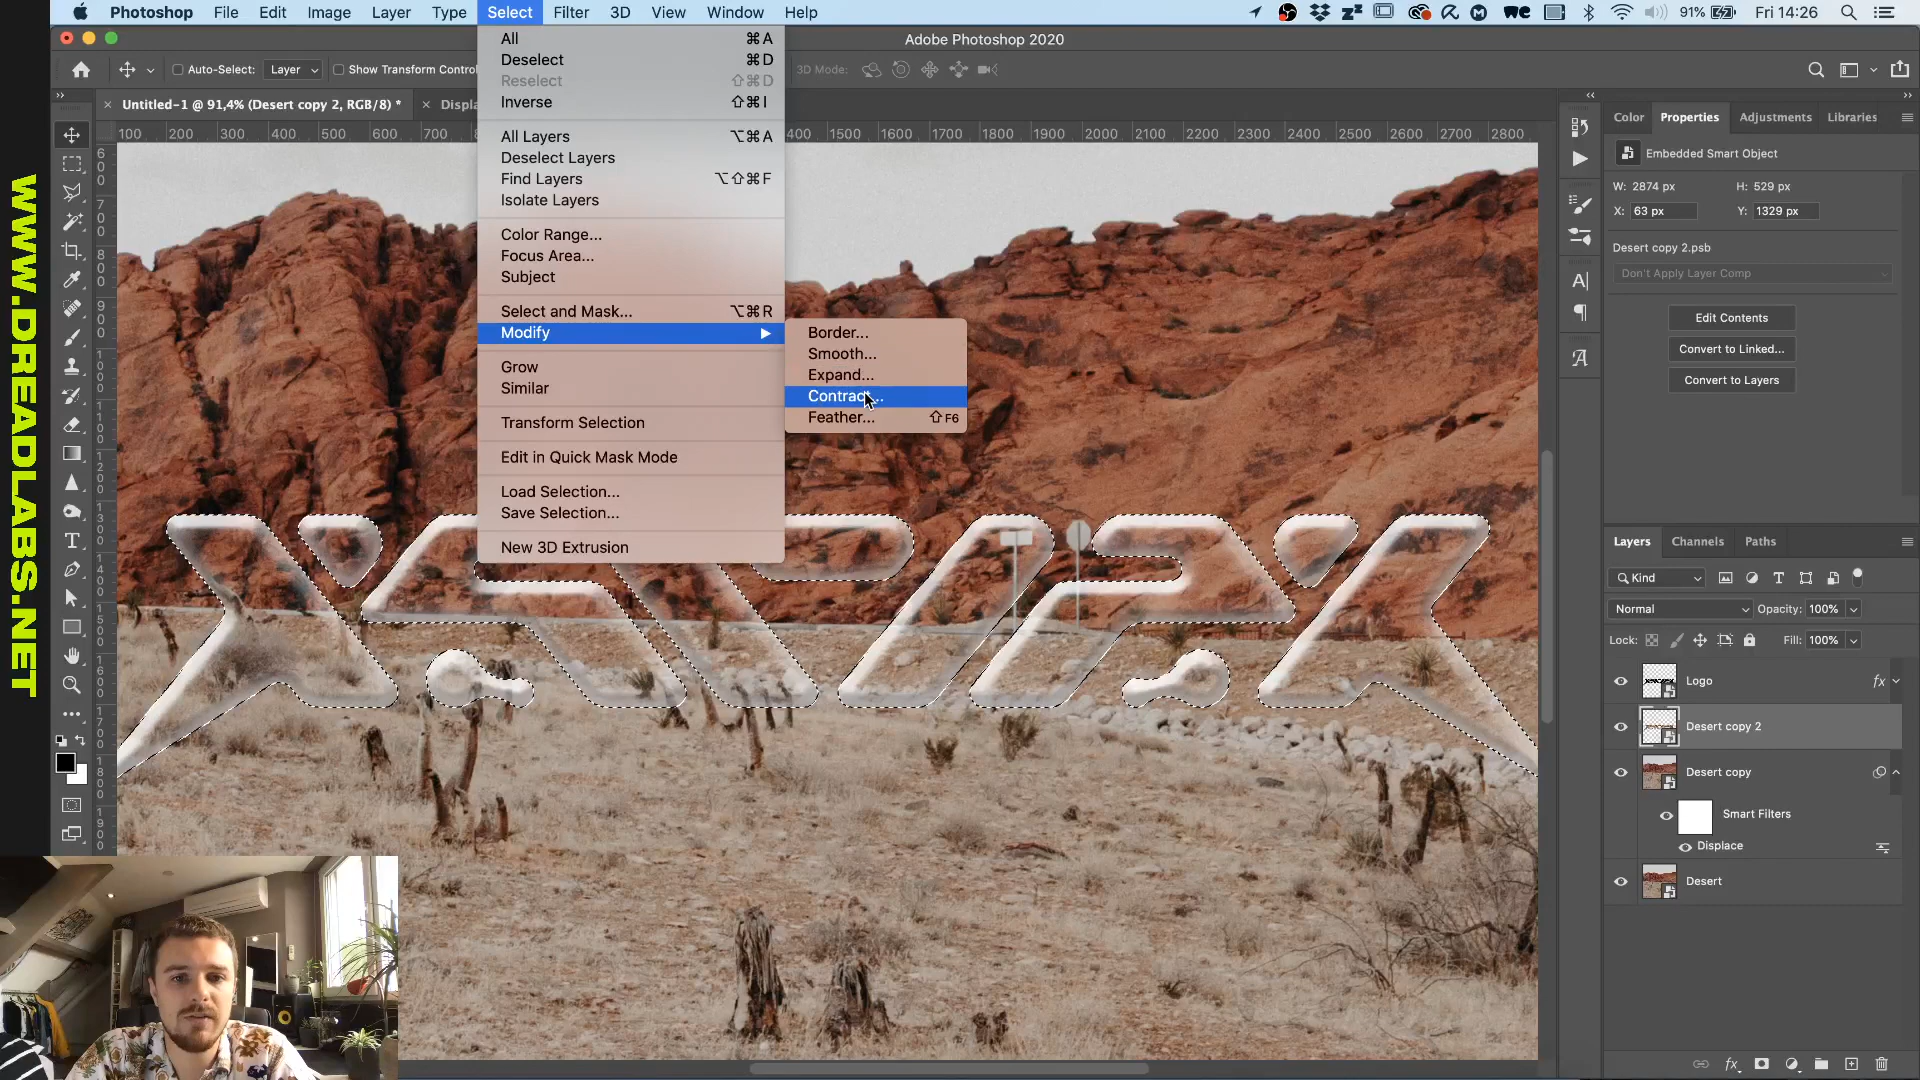 Photoshop File Edit Image Layer Type Select Filter 3D View Window Help 91% Fri 14:26
Adobe Photoshop 2020
Auto-Select: Layer Show Transform Control 3D Mode:
Untitled-1 @ 91,4% (Desert copy 2, RGB/8) * Displa
100 200 300 400 500 600 700 1500 1600 1700 1800 1900 2000 2100 2200 2300 2400 2500 2600 2700 2800
All ⌘A
Deselect ⌘D
Reselect ⇧⌘D
Inverse ⇧⌘I
All Layers ⌥⌘A
Deselect Layers
Find Layers ⌥⇧⌘F
Isolate Layers
Color Range...
Focus Area...
Subject
Select and Mask... ⌥⌘R
Modify
Grow
Similar
Transform Selection
Edit in Quick Mask Mode
Load Selection...
Save Selection...
New 3D Extrusion
Border...
Smooth...
Expand...
Contract...
Feather... ⇧F6
Color Properties Adjustments Libraries
Embedded Smart Object
W: 2874 px H: 529 px
X: 63 px Y: 1329 px
Desert copy 2.psb
Don't Apply Layer Comp
Edit Contents
Convert to Linked...
Convert to Layers
Layers Channels Paths
Kind
Normal Opacity: 100%
Lock: Fill: 100%
Logo fx
Desert copy 2
Desert copy
Smart Filters
Displace
Desert
WWW.DREADLABS.NET